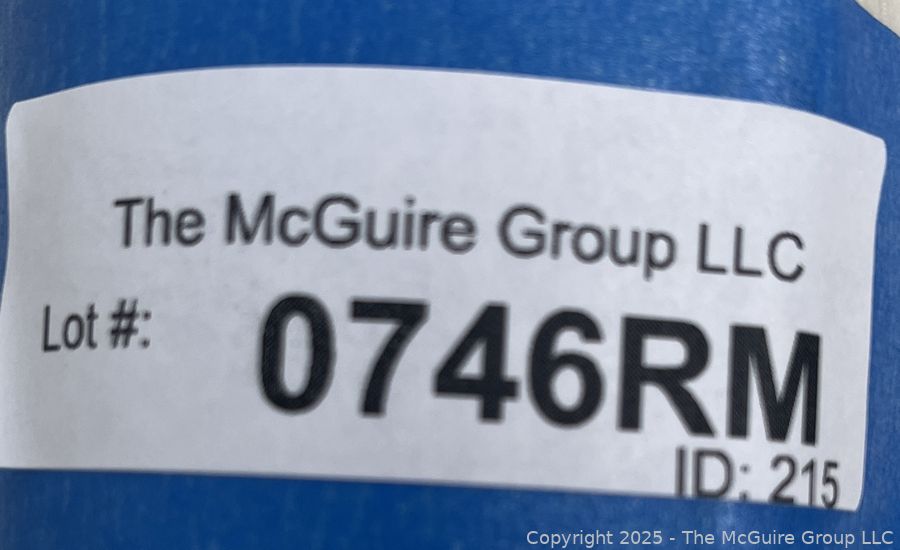 The McGuire Group LLC
Lot #: 0746RM
ID: 215
Copyright 2025 - The McGuire Group LLC